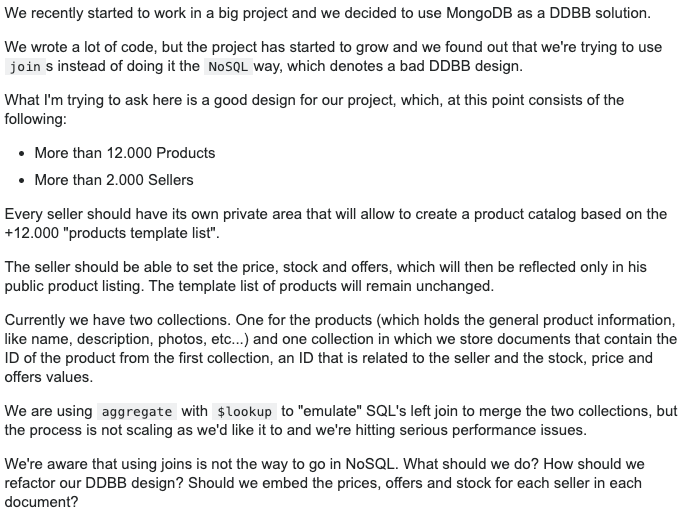 We recently started to work in a big project and we decided to use MongoDB as a DDBB solution.
We wrote a lot of code, but the project has started to grow and we found out that we're trying to use
join s instead of doing it the NoSQL way, which denotes a bad DDBB design.
What I'm trying to ask here is a good design for our project, which, at this point consists of the
following:
• More than 12.000 Products
• More than 2.000 Sellers
Every seller should have its own private area that will allow to create a product catalog based on the
+12.000 "products template list".
The seller should be able to set the price, stock and offers, which will then be reflected only in his
public product listing. The template list of products will remain unchanged.
Currently we have two collections. One for the products (which holds the general product information,
like name, description, photos, etc...) and one collection in which we store documents that contain the
ID of the product from the first collection, an ID that is related to the seller and the stock, price and
offers values.
We are using aggregate with $lookup to "emulate" SQL's left join to merge the two collections, but
the process is not scaling as we'd like it to and we're hitting serious performance issues.
We're aware that using joins is not the way to go in NoSQL. What should we do? How should we
refactor our DDBB design? Should we embed the prices, offers and stock for each seller in each
document?